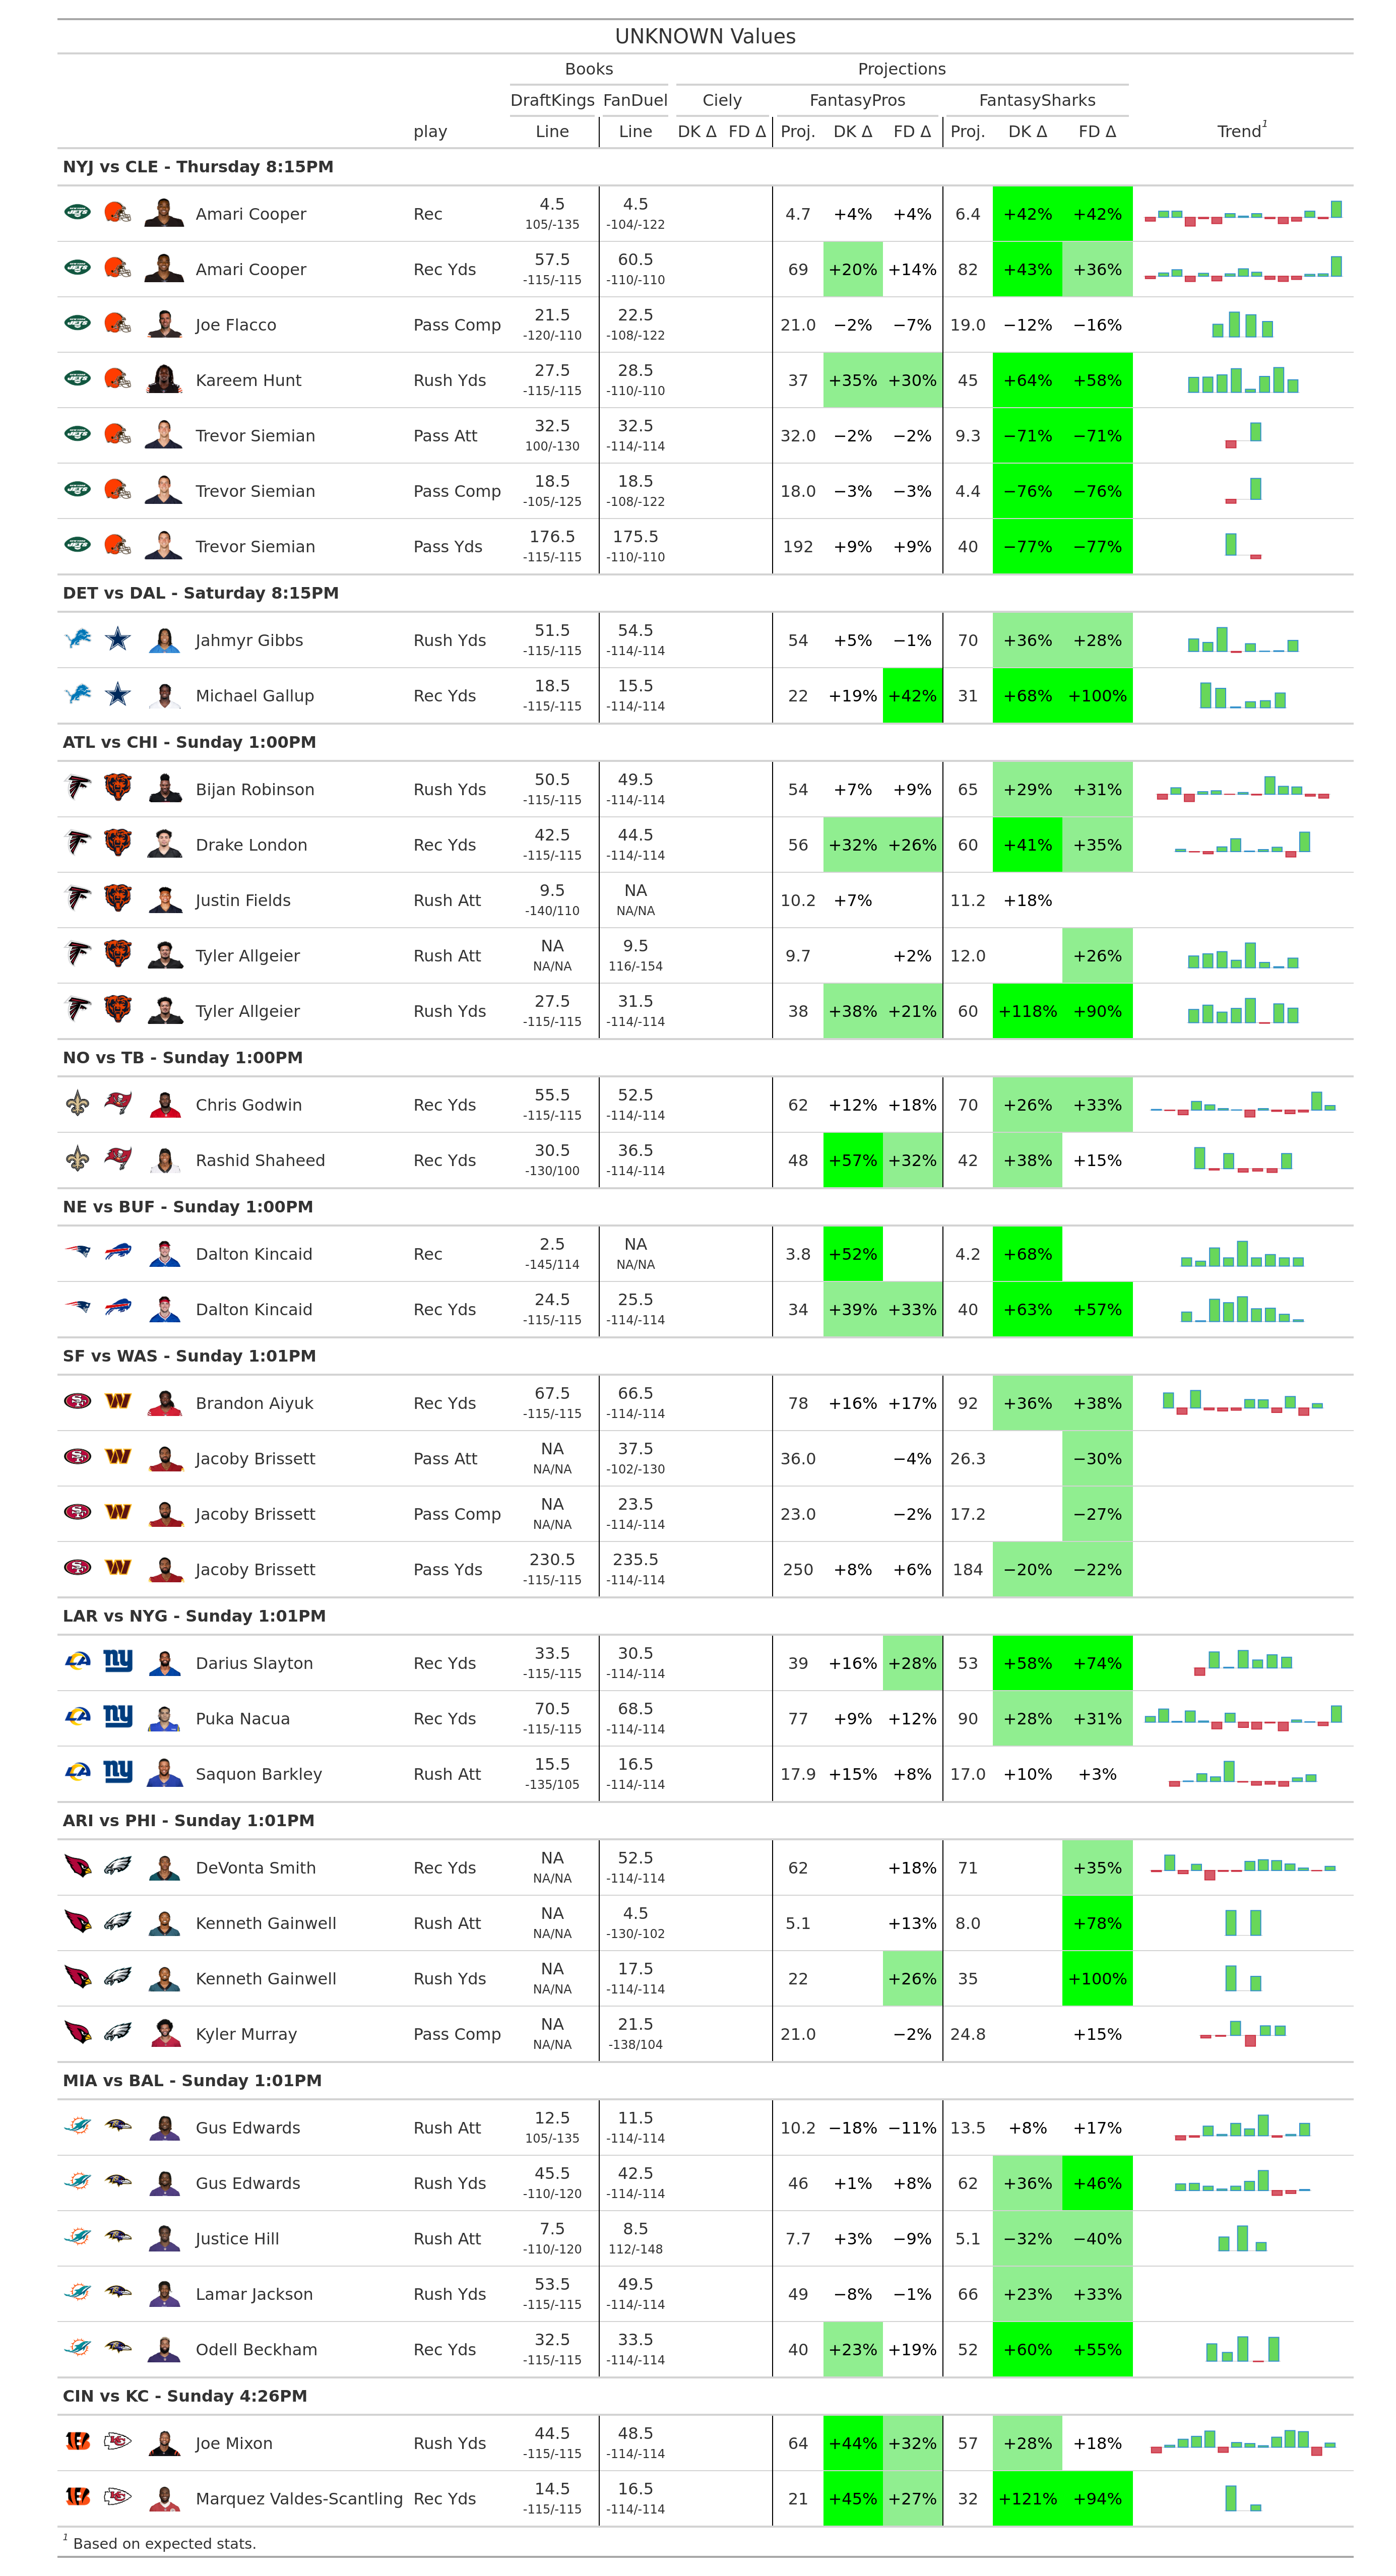 UNKNOWN Values
Books Projections
DraftKings FanDuel Ciely FantasyPros FantasySharks
play Line Line DK Δ FD Δ Proj. DK Δ FD Δ Proj. DK Δ FD Δ Trend1
NYJ vs CLE - Thursday 8:15PM
Amari Cooper Rec 4.5 4.5 4.7 +4% +4% 6.4 +42% +42%
105/-135 -104/-122
Amari Cooper Rec Yds 57.5 60.5 69 +20% +14% 82 +43% +36%
-115/-115 -110/-110
Joe Flacco Pass Comp 21.5 22.5 21.0 −2% −7% 19.0 −12% −16%
-120/-110 -108/-122
Kareem Hunt Rush Yds 27.5 28.5 37 +35% +30% 45 +64% +58%
-115/-115 -110/-110
Trevor Siemian Pass Att 32.5 32.5 32.0 −2% −2% 9.3 −71% −71%
100/-130 -114/-114
Trevor Siemian Pass Comp 18.5 18.5 18.0 −3% −3% 4.4 −76% −76%
-105/-125 -108/-122
Trevor Siemian Pass Yds 176.5 175.5 192 +9% +9% 40 −77% −77%
-115/-115 -110/-110
DET vs DAL - Saturday 8:15PM
Jahmyr Gibbs Rush Yds 51.5 54.5 54 +5% −1% 70 +36% +28%
-115/-115 -114/-114
Michael Gallup Rec Yds 18.5 15.5 22 +19% +42% 31 +68% +100%
-115/-115 -114/-114
ATL vs CHI - Sunday 1:00PM
Bijan Robinson Rush Yds 50.5 49.5 54 +7% +9% 65 +29% +31%
-115/-115 -114/-114
Drake London Rec Yds 42.5 44.5 56 +32% +26% 60 +41% +35%
-115/-115 -114/-114
Justin Fields Rush Att 9.5 NA 10.2 +7% 11.2 +18%
-140/110 NA/NA
Tyler Allgeier Rush Att NA 9.5 9.7 +2% 12.0 +26%
NA/NA 116/-154
Tyler Allgeier Rush Yds 27.5 31.5 38 +38% +21% 60 +118% +90%
-115/-115 -114/-114
NO vs TB - Sunday 1:00PM
Chris Godwin Rec Yds 55.5 52.5 62 +12% +18% 70 +26% +33%
-115/-115 -114/-114
Rashid Shaheed Rec Yds 30.5 36.5 48 +57% +32% 42 +38% +15%
-130/100 -114/-114
NE vs BUF - Sunday 1:00PM
Dalton Kincaid Rec 2.5 NA 3.8 +52% 4.2 +68%
-145/114 NA/NA
Dalton Kincaid Rec Yds 24.5 25.5 34 +39% +33% 40 +63% +57%
-115/-115 -114/-114
SF vs WAS - Sunday 1:01PM
Brandon Aiyuk Rec Yds 67.5 66.5 78 +16% +17% 92 +36% +38%
-115/-115 -114/-114
Jacoby Brissett Pass Att NA 37.5 36.0 −4% 26.3 −30%
NA/NA -102/-130
Jacoby Brissett Pass Comp NA 23.5 23.0 −2% 17.2 −27%
NA/NA -114/-114
Jacoby Brissett Pass Yds 230.5 235.5 250 +8% +6% 184 −20% −22%
-115/-115 -114/-114
LAR vs NYG - Sunday 1:01PM
Darius Slayton Rec Yds 33.5 30.5 39 +16% +28% 53 +58% +74%
-115/-115 -114/-114
Puka Nacua Rec Yds 70.5 68.5 77 +9% +12% 90 +28% +31%
-115/-115 -114/-114
Saquon Barkley Rush Att 15.5 16.5 17.9 +15% +8% 17.0 +10% +3%
-135/105 -114/-114
ARI vs PHI - Sunday 1:01PM
DeVonta Smith Rec Yds NA 52.5 62 +18% 71 +35%
NA/NA -114/-114
Kenneth Gainwell Rush Att NA 4.5 5.1 +13% 8.0 +78%
NA/NA -130/-102
Kenneth Gainwell Rush Yds NA 17.5 22 +26% 35 +100%
NA/NA -114/-114
Kyler Murray Pass Comp NA 21.5 21.0 −2% 24.8 +15%
NA/NA -138/104
MIA vs BAL - Sunday 1:01PM
Gus Edwards Rush Att 12.5 11.5 10.2 −18% −11% 13.5 +8% +17%
105/-135 -114/-114
Gus Edwards Rush Yds 45.5 42.5 46 +1% +8% 62 +36% +46%
-110/-120 -114/-114
Justice Hill Rush Att 7.5 8.5 7.7 +3% −9% 5.1 −32% −40%
-110/-120 112/-148
Lamar Jackson Rush Yds 53.5 49.5 49 −8% −1% 66 +23% +33%
-115/-115 -114/-114
Odell Beckham Rec Yds 32.5 33.5 40 +23% +19% 52 +60% +55%
-115/-115 -114/-114
CIN vs KC - Sunday 4:26PM
Joe Mixon Rush Yds 44.5 48.5 64 +44% +32% 57 +28% +18%
-115/-115 -114/-114
Marquez Valdes-Scantling Rec Yds 14.5 16.5 21 +45% +27% 32 +121% +94%
-115/-115 -114/-114
1 Based on expected stats.